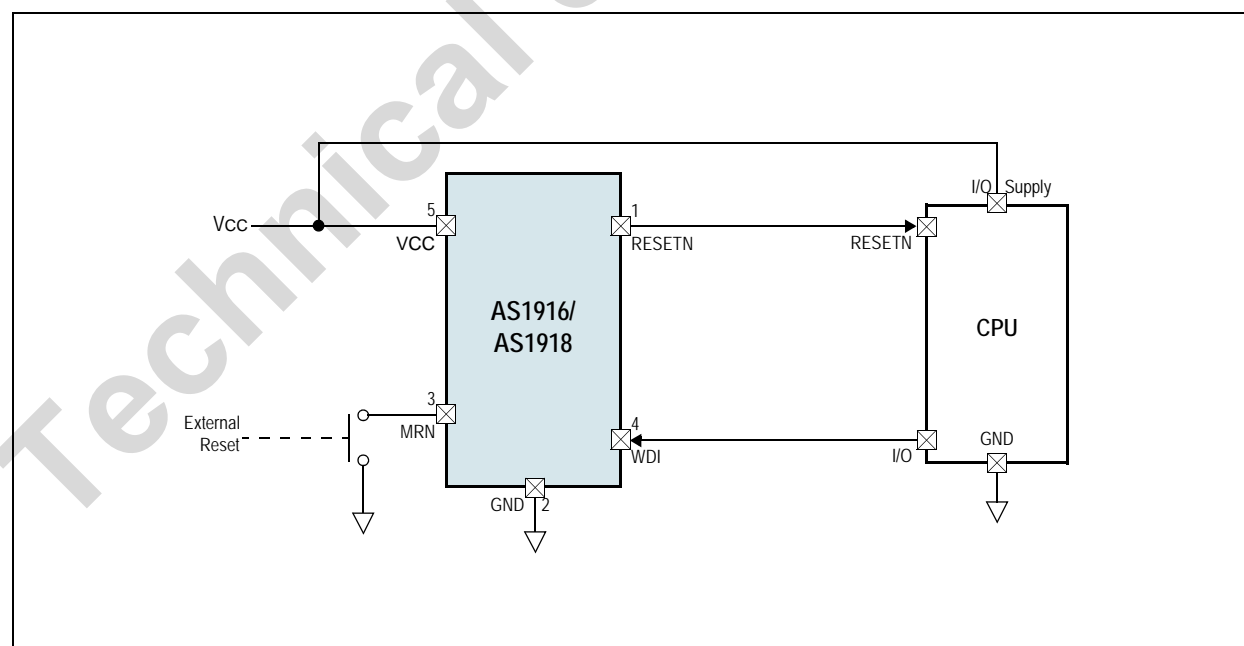 Technical
I/O Supply
VCC
5
VCC
1
RESETN
RESETN
AS1916/
AS1918
CPU
External
Reset
3
MRN
4
WDI
I/O
GND
GND 2